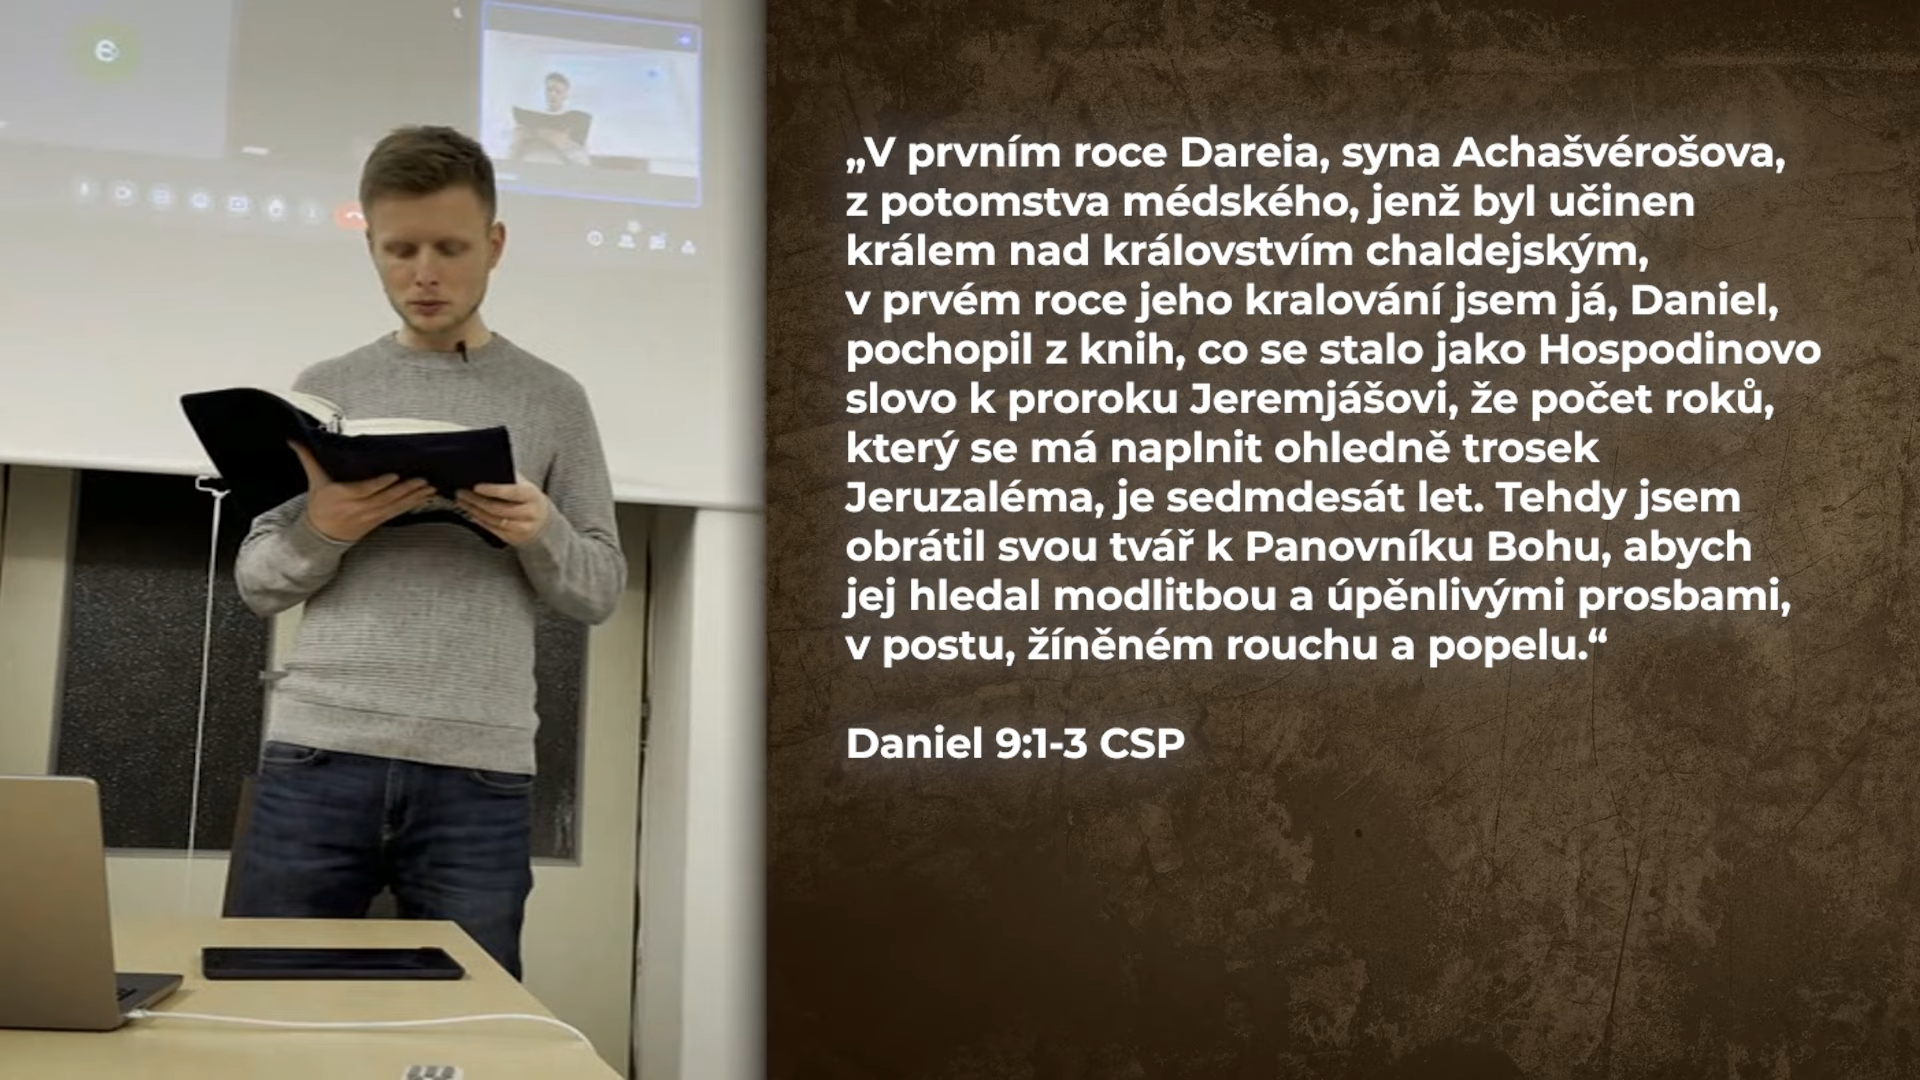 e
„V prvním roce Dareia, syna Achašvérošova,
z potomstva médského, jenž byl učinen
králem nad královstvím chaldejským,
v prvém roce jeho kralování jsem já, Daniel,
pochopil z knih, co se stalo jako Hospodinovo
slovo k proroku Jeremjášovi, že počet roků,
který se má naplnit ohledně trosek
Jeruzaléma, je sedmdesát let. Tehdy jsem
obrátil svou tvář k Panovníku Bohu, abych
jej hledal modlitbou a úpěnlivými prosbami,
v postu, žíněném rouchu a popelu.“
Daniel 9:1-3 CSP